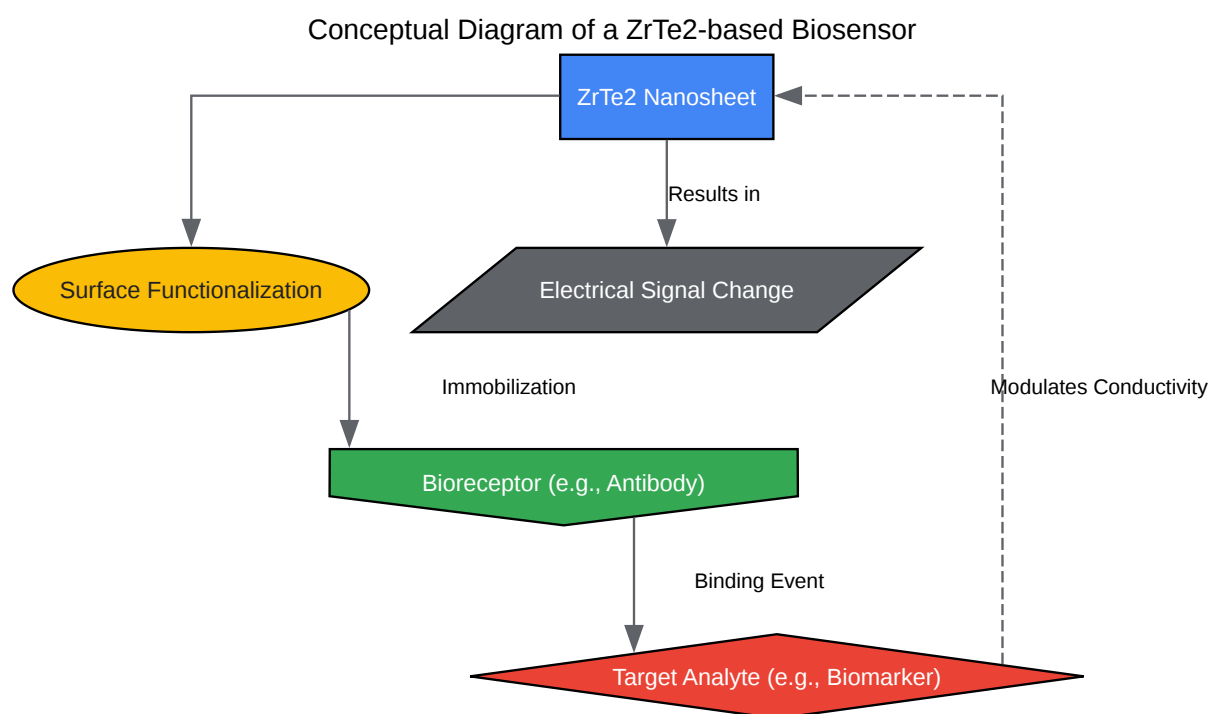 Conceptual Diagram of a ZrTe2-based Biosensor
ZrTe2 Nanosheet
Results in
Surface Functionalization
Electrical Signal Change
Immobilization
Modulates Conductivity
Bioreceptor (e.g., Antibody)
Binding Event
Target Analyte (e.g., Biomarker)